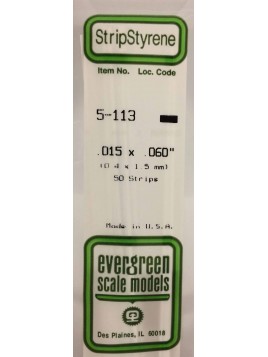 StripStyrene
Item No. Loc. Code
5-113
.015 x .060"
(0.4 x 1.5 mm)
50 Strips
Made in U.S.A.
evergreen
scale models
Des Plaines, IL 60018